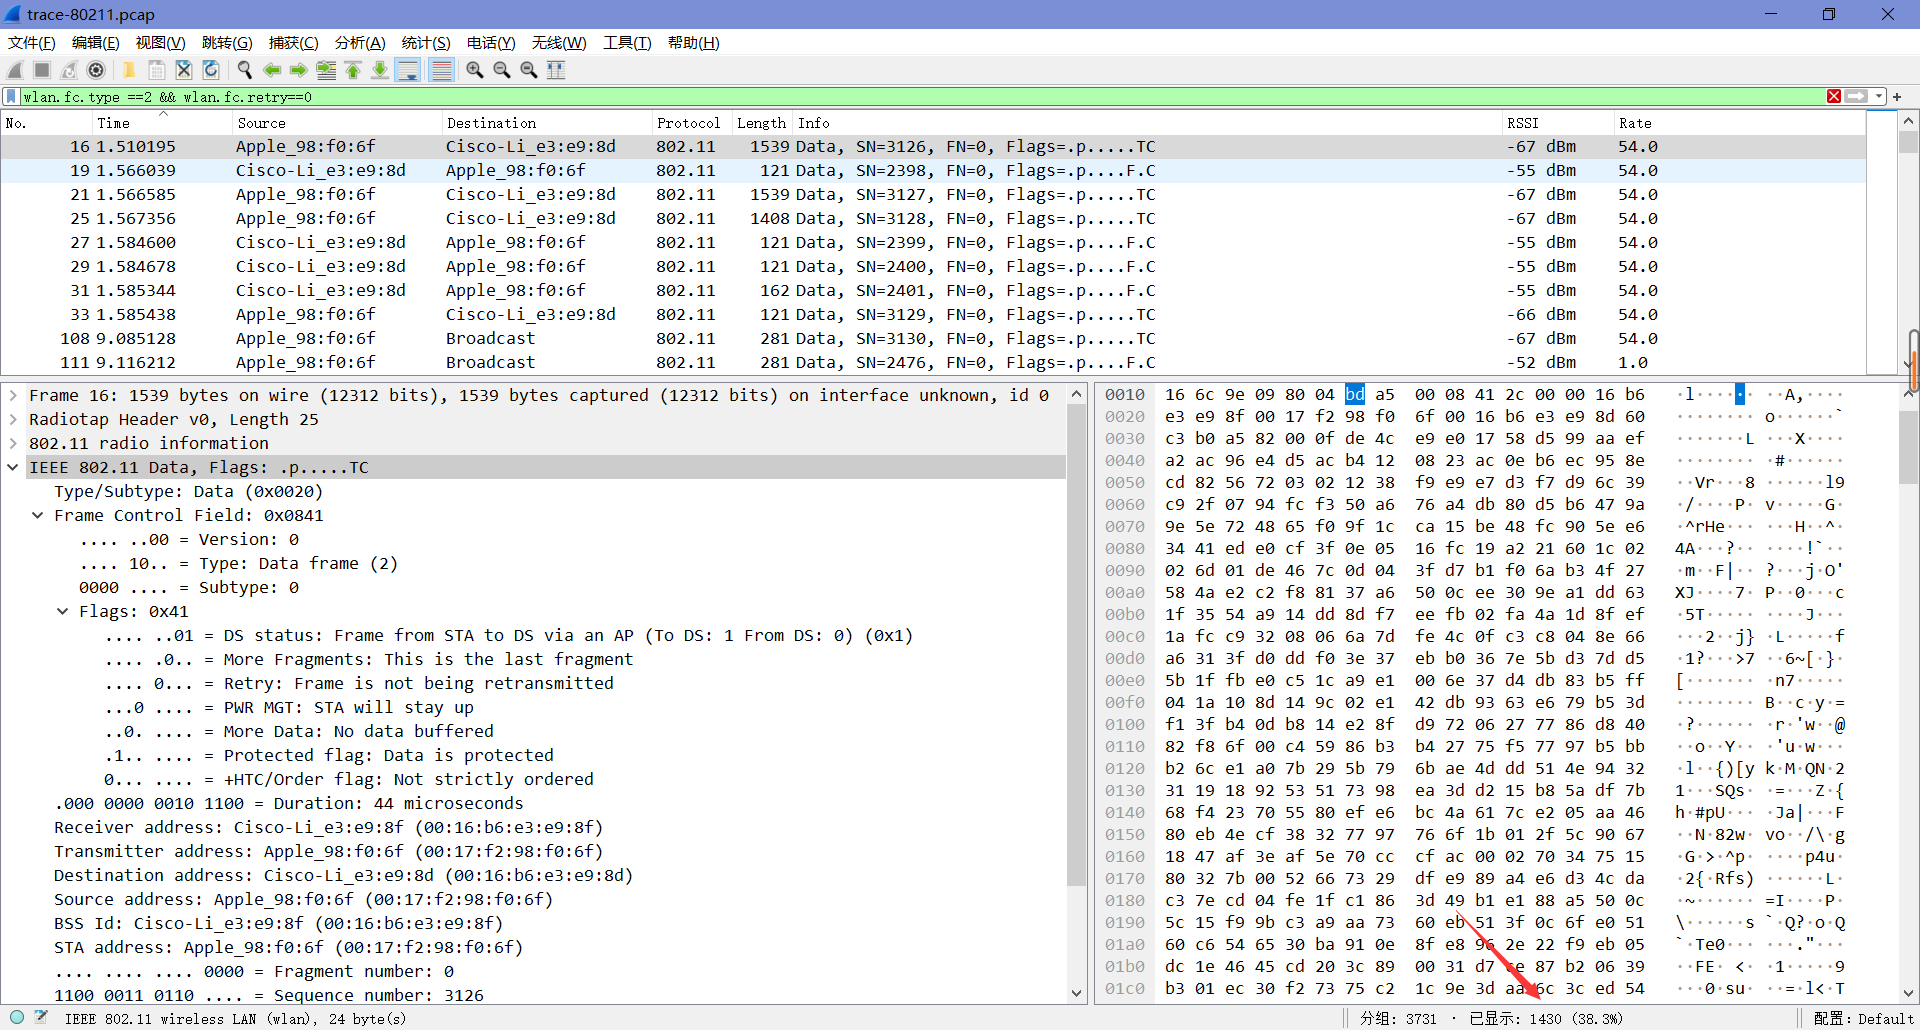 trace-80211.pcap
文件(F) 编辑(E) 视图(V) 跳转(G) 捕获(C) 分析(A) 统计(S) 电话(Y) 无线(W) 工具(T) 帮助(H)
wlan.fc.type ==2 && wlan.fc.retry==0
No. Time Source Destination Protocol Length Info RSSI Rate
16 1.510195 Apple_98:f0:6f Cisco-Li_e3:e9:8d 802.11 1539 Data, SN=3126, FN=0, Flags=.p.....TC -67 dBm 54.0
19 1.566039 Cisco-Li_e3:e9:8d Apple_98:f0:6f 802.11 121 Data, SN=2398, FN=0, Flags=.p....F.C -55 dBm 54.0
21 1.566585 Apple_98:f0:6f Cisco-Li_e3:e9:8d 802.11 1539 Data, SN=3127, FN=0, Flags=.p.....TC -67 dBm 54.0
25 1.567356 Apple_98:f0:6f Cisco-Li_e3:e9:8d 802.11 1408 Data, SN=3128, FN=0, Flags=.p.....TC -67 dBm 54.0
27 1.584600 Cisco-Li_e3:e9:8d Apple_98:f0:6f 802.11 121 Data, SN=2399, FN=0, Flags=.p....F.C -55 dBm 54.0
29 1.584678 Cisco-Li_e3:e9:8d Apple_98:f0:6f 802.11 121 Data, SN=2400, FN=0, Flags=.p....F.C -55 dBm 54.0
31 1.585344 Cisco-Li_e3:e9:8d Apple_98:f0:6f 802.11 162 Data, SN=2401, FN=0, Flags=.p....F.C -55 dBm 54.0
33 1.585438 Apple_98:f0:6f Cisco-Li_e3:e9:8d 802.11 121 Data, SN=3129, FN=0, Flags=.p.....TC -66 dBm 54.0
108 9.085128 Apple_98:f0:6f Broadcast 802.11 281 Data, SN=3130, FN=0, Flags=.p.....TC -67 dBm 54.0
111 9.116212 Apple_98:f0:6f Broadcast 802.11 281 Data, SN=2476, FN=0, Flags=.p....F.C -52 dBm 1.0
Frame 16: 1539 bytes on wire (12312 bits), 1539 bytes captured (12312 bits) on interface unknown, id 0
Radiotap Header v0, Length 25
802.11 radio information
IEEE 802.11 Data, Flags: .p.....TC
Type/Subtype: Data (0x0020)
Frame Control Field: 0x0841
.... ..00 = Version: 0
.... 10.. = Type: Data frame (2)
0000 .... = Subtype: 0
Flags: 0x41
.... ..01 = DS status: Frame from STA to DS via an AP (To DS: 1 From DS: 0) (0x1)
.... .0.. = More Fragments: This is the last fragment
.... 0... = Retry: Frame is not being retransmitted
...0 .... = PWR MGT: STA will stay up
..0. .... = More Data: No data buffered
.1.. .... = Protected flag: Data is protected
0... .... = +HTC/Order flag: Not strictly ordered
.000 0000 0010 1100 = Duration: 44 microseconds
Receiver address: Cisco-Li_e3:e9:8f (00:16:b6:e3:e9:8f)
Transmitter address: Apple_98:f0:6f (00:17:f2:98:f0:6f)
Destination address: Cisco-Li_e3:e9:8d (00:16:b6:e3:e9:8d)
Source address: Apple_98:f0:6f (00:17:f2:98:f0:6f)
BSS Id: Cisco-Li_e3:e9:8f (00:16:b6:e3:e9:8f)
STA address: Apple_98:f0:6f (00:17:f2:98:f0:6f)
.... .... .... 0000 = Fragment number: 0
1100 0011 0110 .... = Sequence number: 3126
0010 16 6c 9e 09 80 04 bd a5 00 08 41 2c 00 00 16 b6 ·l······ ··A,····
0020 e3 e9 8f 00 17 f2 98 f0 6f 00 16 b6 e3 e9 8d 60 ········ o······`
0030 c3 b0 a5 82 00 0f de 4c e9 e0 17 58 d5 99 aa ef ·······L ···X····
0040 a2 ac 96 e4 d5 ac b4 12 08 23 ac 0e b6 ec 95 8e ········ ·#······
0050 cd 82 56 72 03 02 12 38 f9 e9 e7 d3 f7 d9 6c 39 ··Vr···8 ······l9
0060 c9 2f 07 94 fc f3 50 a6 76 a4 db 80 d5 b6 47 9a ·/····P· v·····G·
0070 9e 5e 72 48 65 f0 9f 1c ca 15 be 48 fc 90 5e e6 ·^rHe··· ···H··^·
0080 34 41 ed e0 cf 3f 0e 05 16 fc 19 a2 21 60 1c 02 4A···?·· ····!`··
0090 02 6d 01 de 46 7c 0d 04 3f d7 b1 f0 6a b3 4f 27 ·m··F|·· ?···j·O'
00a0 58 4a e2 c2 f8 81 37 a6 50 0c ee 30 9e a1 dd 63 XJ····7· P··0···c
00b0 1f 35 54 a9 14 dd 8d f7 ee fb 02 fa 4a 1d 8f ef ·5T····· ····J···
00c0 1a fc c9 32 08 06 6a 7d fe 4c 0f c3 c8 04 8e 66 ···2··j} ·L·····f
00d0 a6 31 3f d0 dd f0 3e 37 eb b0 36 7e 5b d3 7d d5 ·1?···>7 ··6~[·}·
00e0 5b 1f fb e0 c5 1c a9 e1 00 6e 37 d4 db 83 b5 ff [······· ·n7·····
00f0 04 1a 10 8d 14 9c 02 e1 42 db 93 63 e6 79 b5 3d ········ B··c·y·=
0100 f1 3f b4 0d b8 14 e2 8f d9 72 06 27 77 86 d8 40 ·?······ ·r·'w··@
0110 82 f8 6f 00 c4 59 86 b3 b4 27 75 f5 77 97 b5 bb ··o··Y·· ·'u·w···
0120 b2 6c e1 a0 7b 29 5b 79 6b ae 4d dd 51 4e 94 32 ·l··{)[y k·M·QN·2
0130 31 19 18 92 53 51 73 98 ea 3d d2 15 b8 5a df 7b 1···SQs· ·=···Z·{
0140 68 f4 23 70 55 80 ef e6 bc 4a 61 7c e2 05 aa 46 h·#pU··· ·Ja|···F
0150 80 eb 4e cf 38 32 77 97 76 6f 1b 01 2f 5c 90 67 ··N·82w· vo··/\·g
0160 18 47 af 3e af 5e 70 cc cf ac 00 02 70 34 75 15 ·G·>·^p· ····p4u·
0170 80 32 7b 00 52 66 73 29 df e9 89 a4 e6 d3 4c da ·2{·Rfs) ······L·
0180 c3 7e cd 04 fe 1f c1 86 3d 49 b1 e1 88 a5 50 0c ·~······ =I····P·
0190 5c 15 f9 9b c3 a9 aa 73 60 eb 51 3f 0c 6f e0 51 \······s `·Q?·o·Q
01a0 60 c6 54 65 30 ba 91 0e 8f e8 96 2e 22 f9 eb 05 `·Te0··· ···."···
01b0 dc 1e 46 45 cd 20 3c 89 00 31 d7 87 b2 06 39 ··FE· <· ·1·····9
01c0 b3 01 ec 30 f2 73 75 c2 1c 9e 3d aa 6c 3c ed 54 ···0·su· ··=·l<·T
IEEE 802.11 wireless LAN (wlan), 24 byte(s) 分组: 3731 · 已显示: 1430 (38.3%) 配置: Default